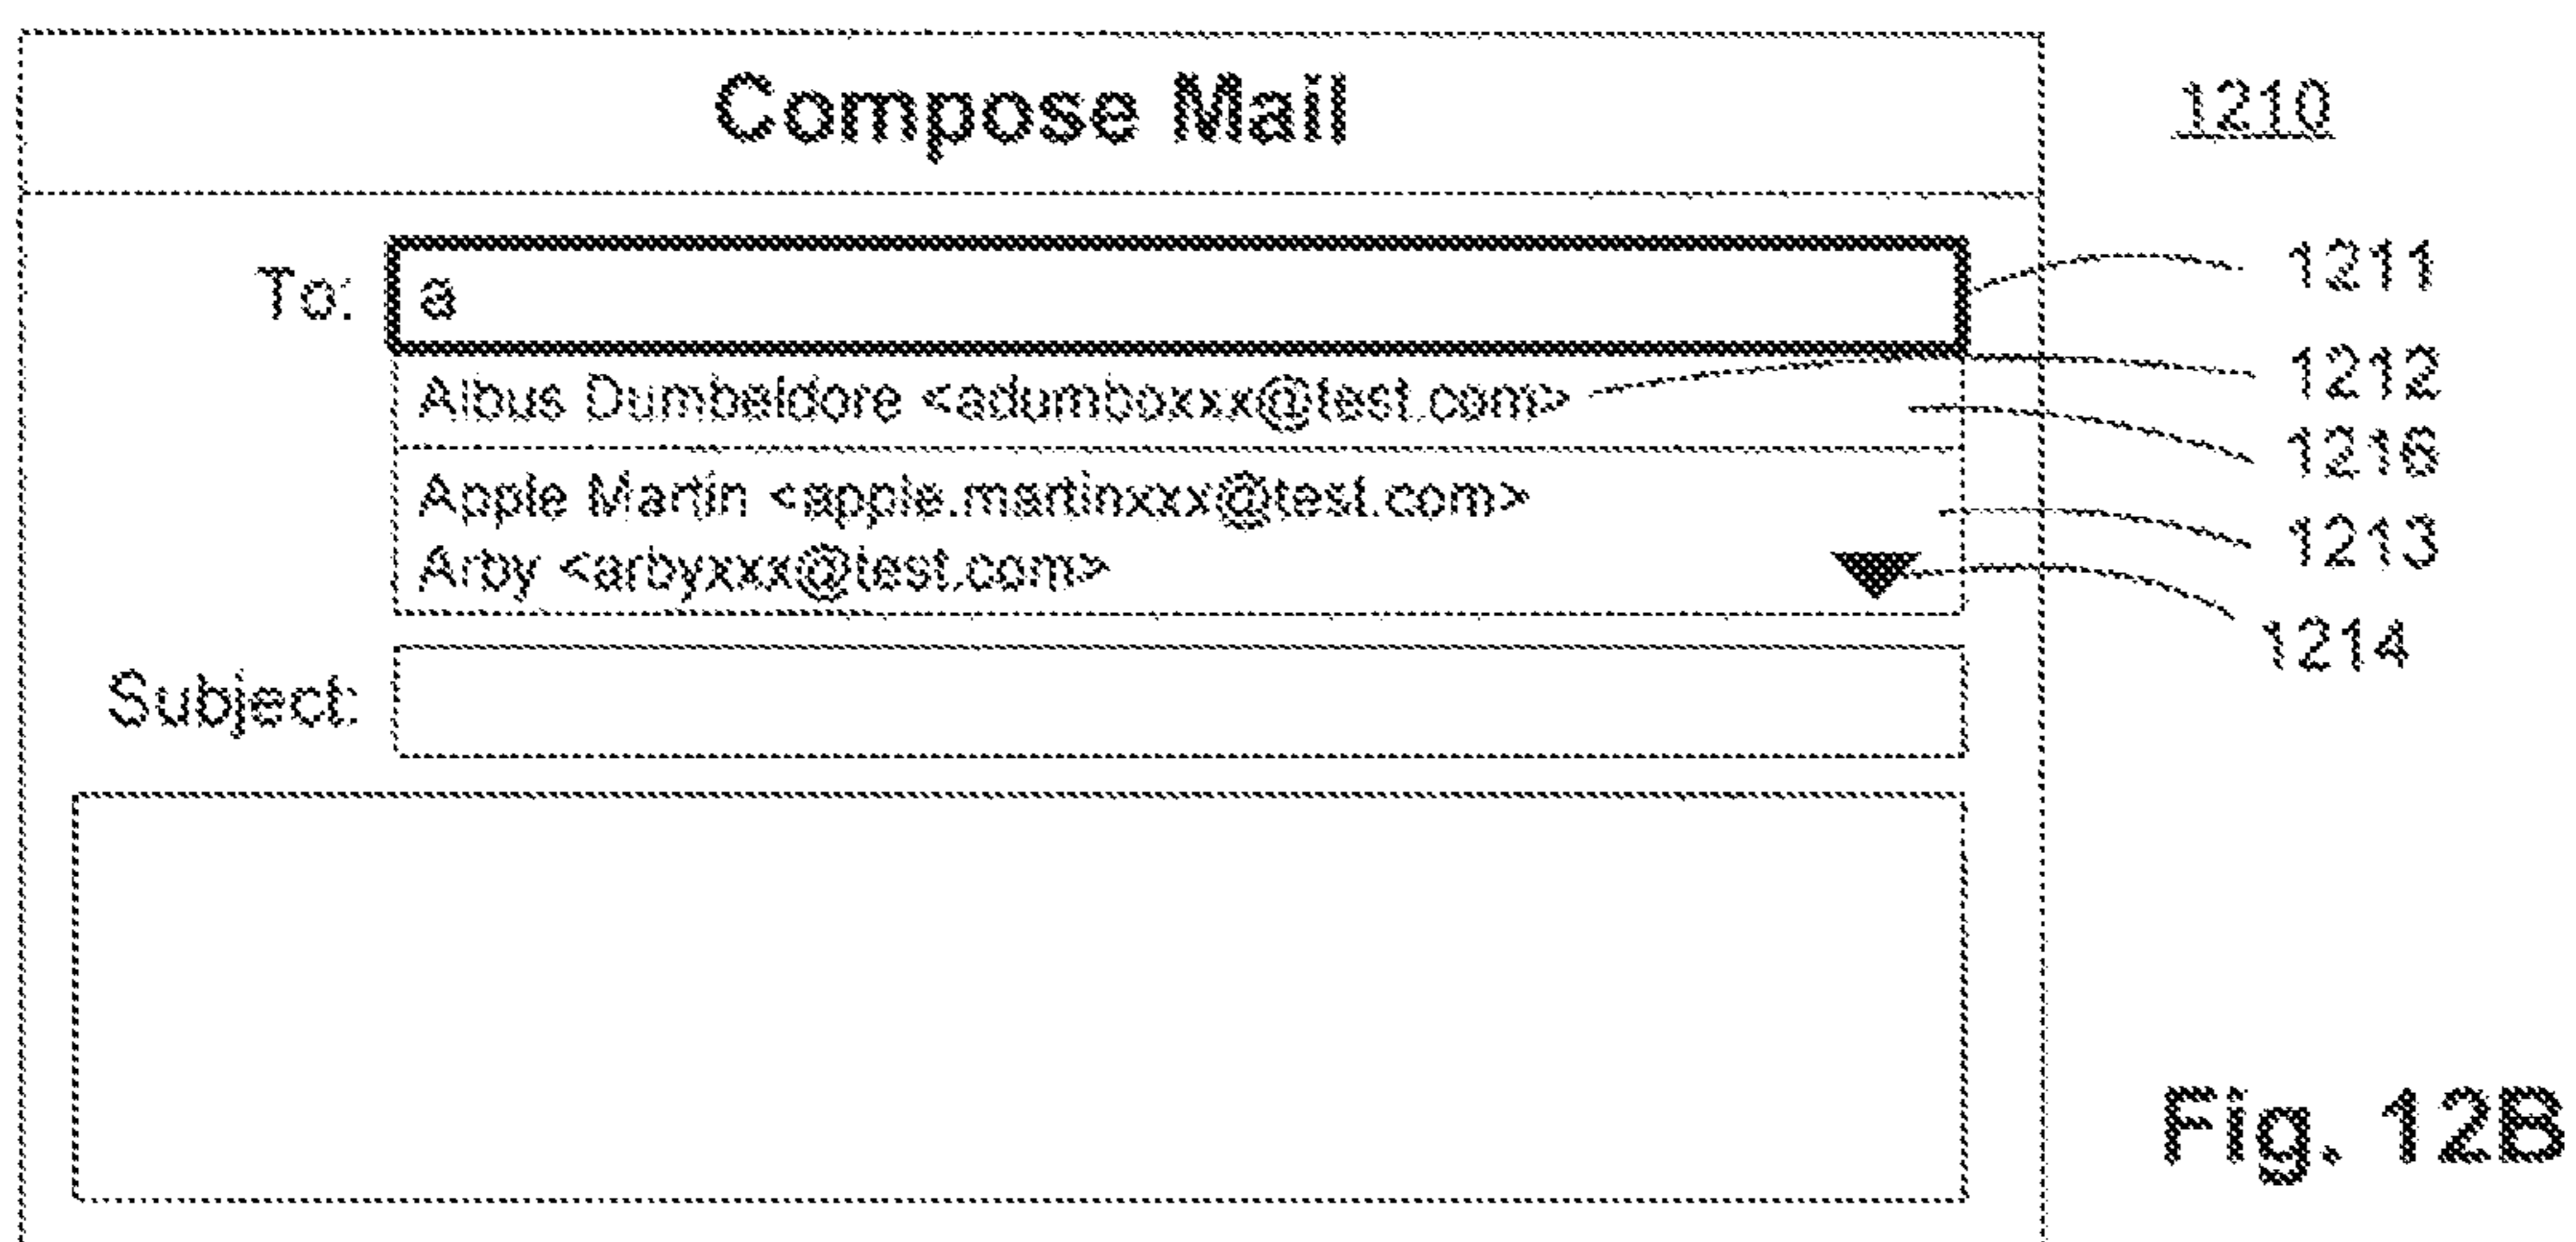 Compose Mail
1210
To: a
1211
Albus Dumbeldore <adumboxxx@test.com>
1212
1216
Apple Martin <apple.martinxxx@test.com>
1213
Arby <arbyxxx@test.com>
1214
Subject:
Fig. 12B